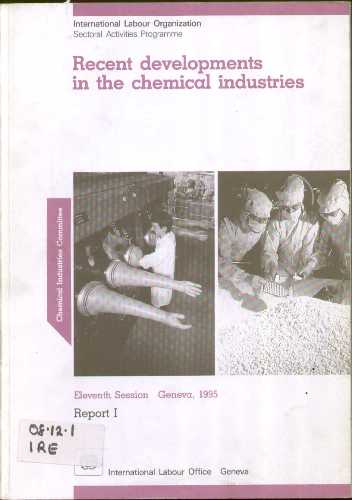 International Labour Organization
Sectoral Activities Programme
Recent developments
in the chemical industries
Chemical Industries Committee
Eleventh Session Geneva, 1995
Report I
08.12.1
IRE
International Labour Office Geneva